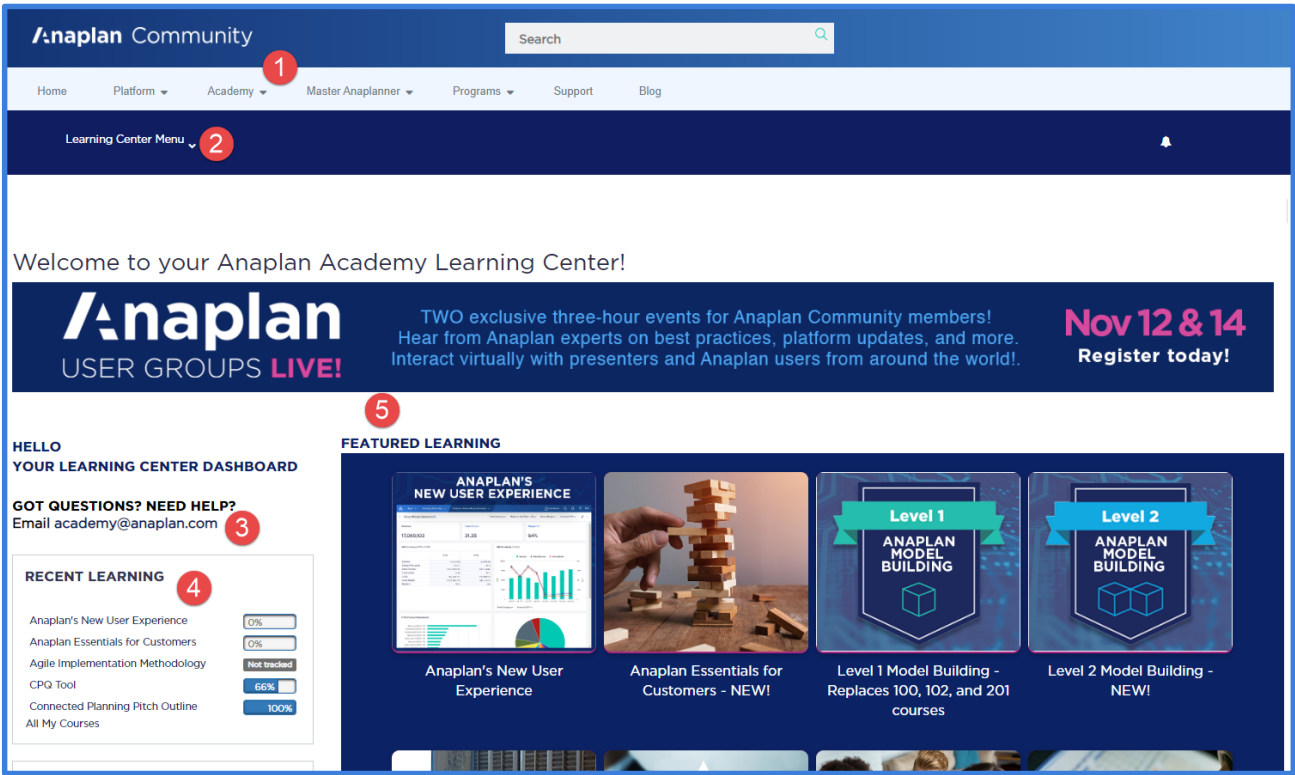 Anaplan Community
Search
1
Home Platform Academy Master Anaplanner Programs Support Blog
Learning Center Menu 2
Welcome to your Anaplan Academy Learning Center!
Anaplan
USER GROUPS LIVE!
TWO exclusive three-hour events for Anaplan Community members!
Hear from Anaplan experts on best practices, platform updates, and more.
Interact virtually with presenters and Anaplan users from around the world!.
Nov 12 & 14
Register today!
HELLO
YOUR LEARNING CENTER DASHBOARD
GOT QUESTIONS? NEED HELP?
Email academy@anaplan.com
3
RECENT LEARNING
4
Anaplan's New User Experience 0%
Anaplan Essentials for Customers 0%
Agile Implementation Methodology Not tracked
CPQ Tool 66%
Connected Planning Pitch Outline 100%
All My Courses
5
FEATURED LEARNING
ANAPLAN'S
NEW USER EXPERIENCE
Anaplan's New User
Experience
Anaplan Essentials for
Customers - NEW!
Level 1
ANAPLAN
MODEL
BUILDING
Level 1 Model Building -
Replaces 100, 102, and 201
courses
Level 2
ANAPLAN
MODEL
BUILDING
Level 2 Model Building -
NEW!